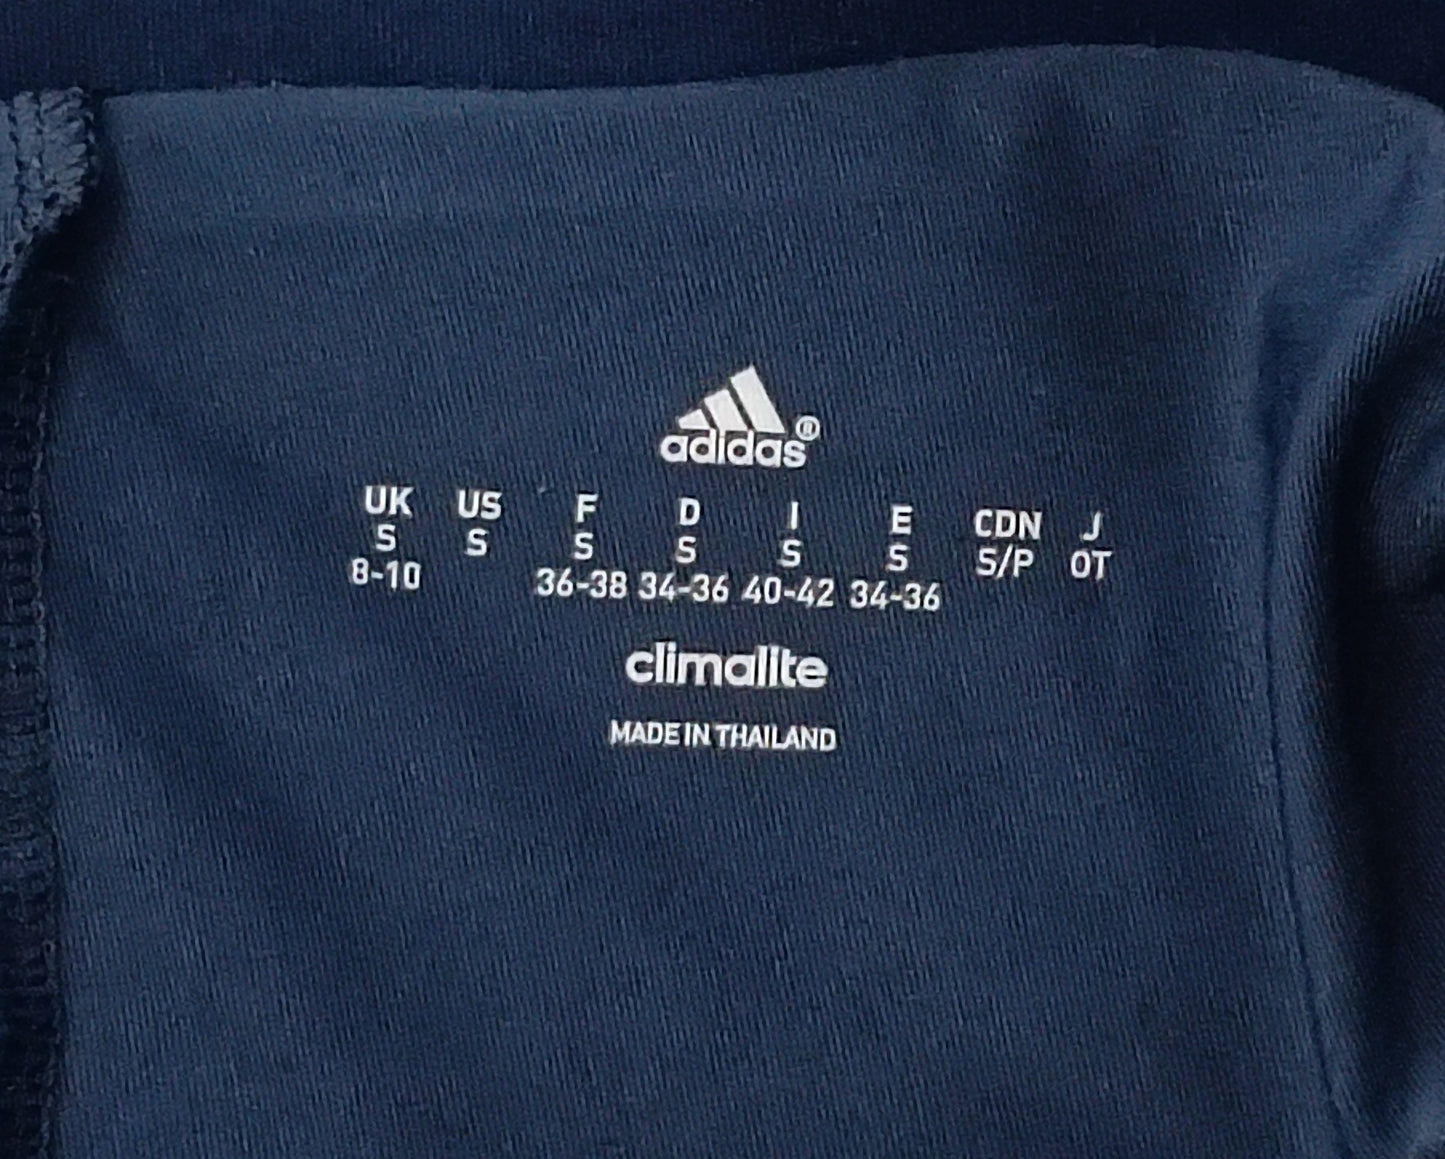 adidas®
UK US F D I E CDN J
S S S S S S S/P OT
8-10 36-38 34-36 40-42 34-36
climalite
MADE IN THAILAND